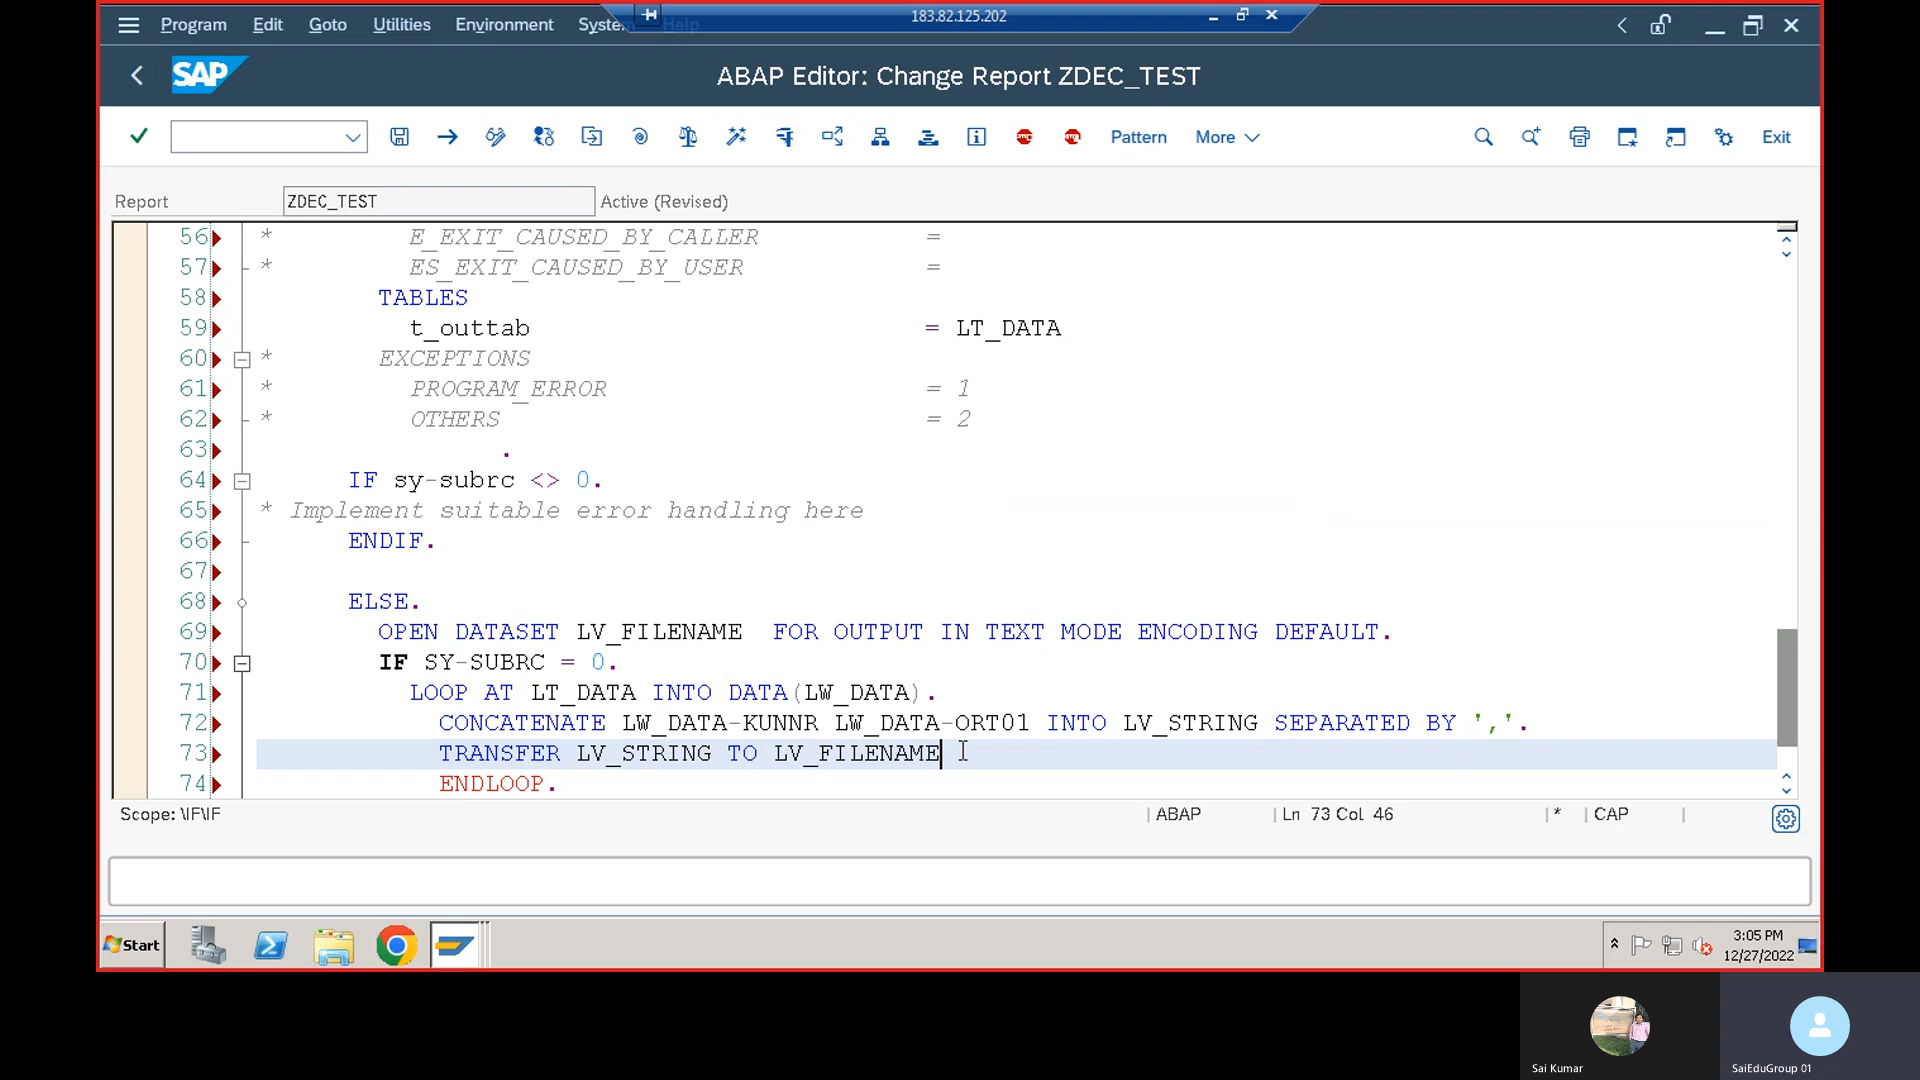 183.82.125.202
Program Edit Goto Utilities Environment System Help
SAP
ABAP Editor: Change Report ZDEC_TEST
Pattern More Exit
Report ZDEC_TEST Active (Revised)
56 * E_EXIT_CAUSED_BY_CALLER =
57 * ES_EXIT_CAUSED_BY_USER =
58 TABLES
59 t_outtab = LT_DATA
60 * EXCEPTIONS
61 * PROGRAM_ERROR = 1
62 * OTHERS = 2
63 .
64 IF sy-subrc <> 0.
65 * Implement suitable error handling here
66 ENDIF.
67
68 ELSE.
69 OPEN DATASET LV_FILENAME FOR OUTPUT IN TEXT MODE ENCODING DEFAULT.
70 IF SY-SUBRC = 0.
71 LOOP AT LT_DATA INTO DATA(LW_DATA).
72 CONCATENATE LW_DATA-KUNNR LW_DATA-ORT01 INTO LV_STRING SEPARATED BY ','.
73 TRANSFER LV_STRING TO LV_FILENAME
74 ENDLOOP.
Scope: \IF\IF | ABAP | Ln 73 Col 46 | * | CAP |
Start
3:05 PM
12/27/2022
Sai Kumar
SaiEduGroup 01